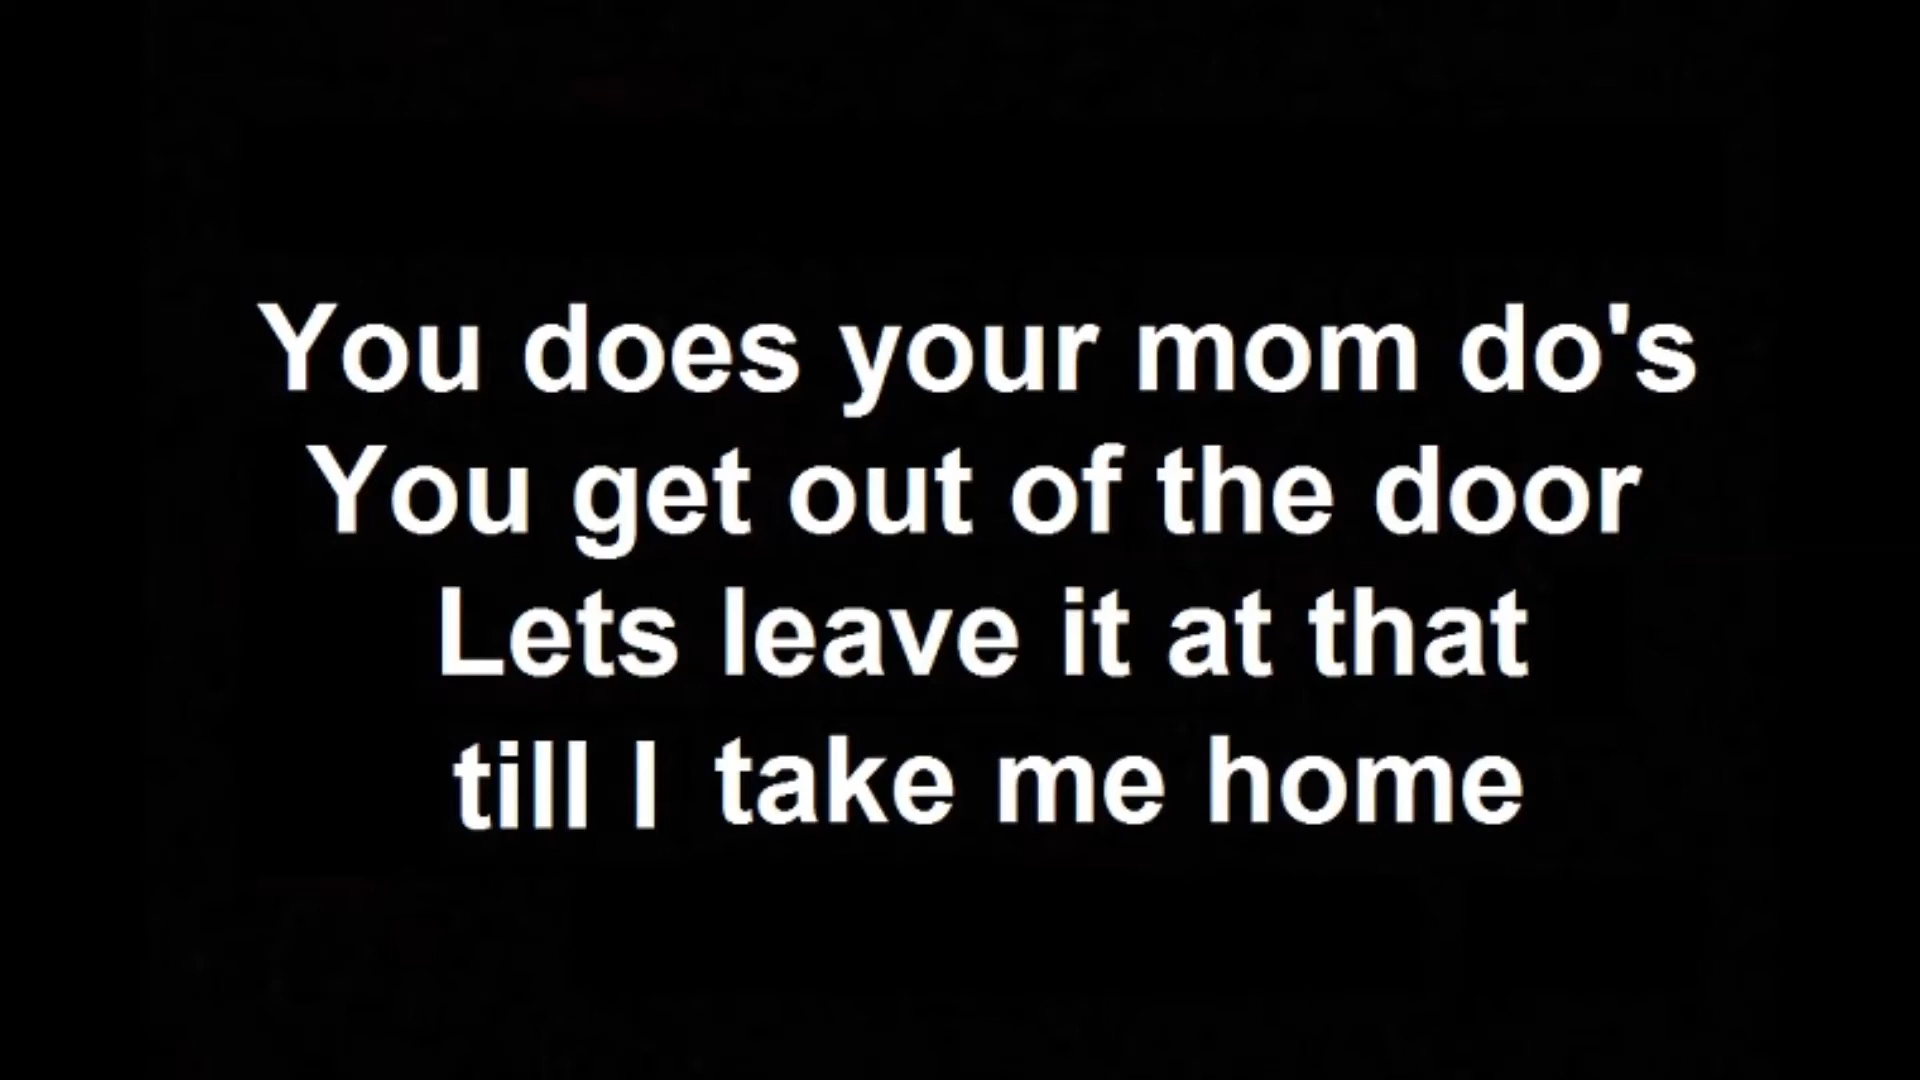 You does your mom do's
You get out of the door
Lets leave it at that
till I take me home